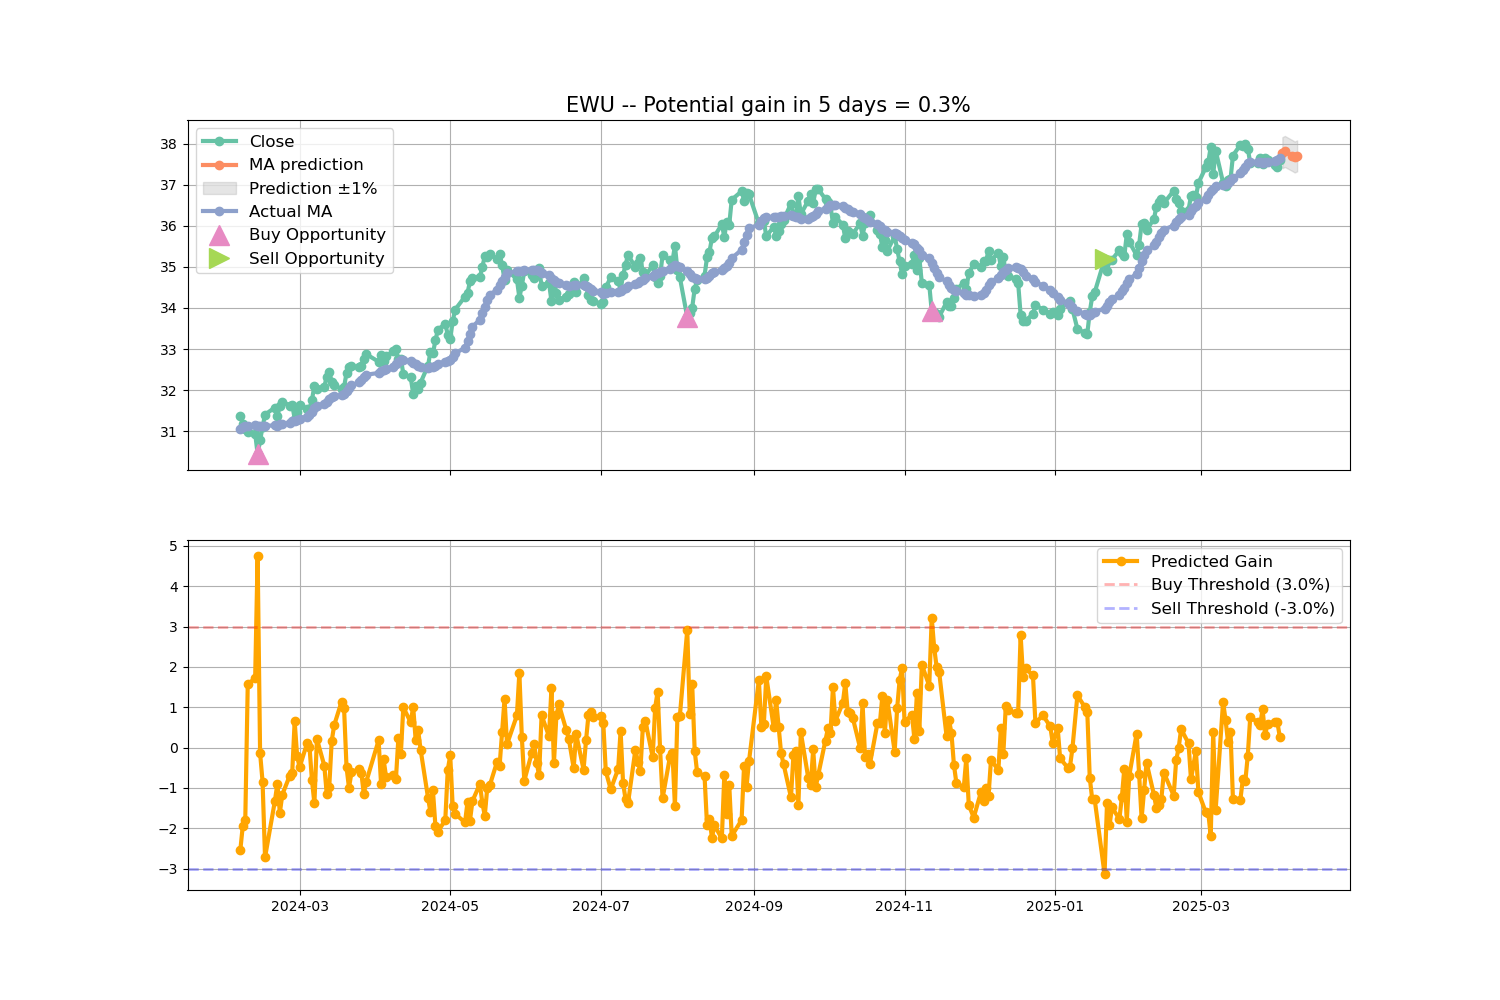 EWU -- Potential gain in 5 days = 0.3%
Close
MA prediction
Prediction ±1%
Actual MA
Buy Opportunity
Sell Opportunity
38
37
36
35
34
33
32
31
5
4
3
2
1
0
−1
−2
−3
Predicted Gain
Buy Threshold (3.0%)
Sell Threshold (-3.0%)
2024-03
2024-05
2024-07
2024-09
2024-11
2025-01
2025-03